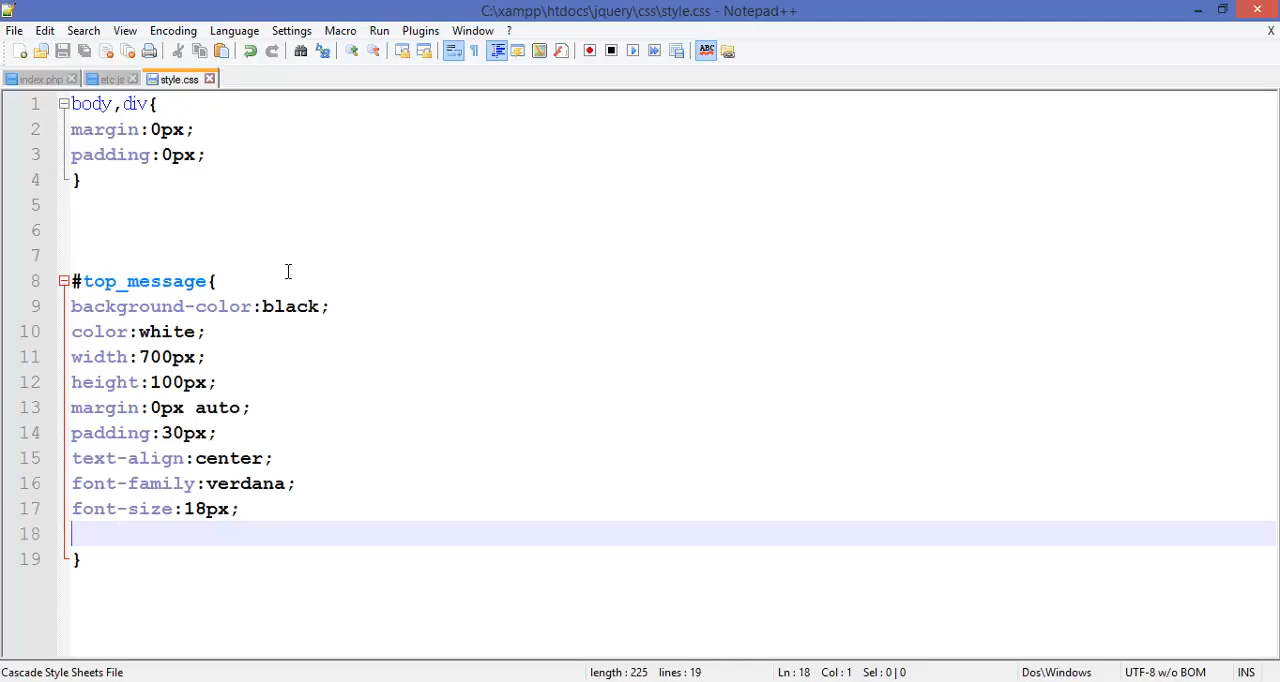 C:\xampp\htdocs\jquery\css\style.css - Notepad++
File Edit Search View Encoding Language Settings Macro Run Plugins Window ? X
ABC
index.php etc.js style.css
1 body,div{
2 margin:0px;
3 padding:0px;
4 }
5
6
7
8 #top_message{
9 background-color:black;
10 color:white;
11 width:700px;
12 height:100px;
13 margin:0px auto;
14 padding:30px;
15 text-align:center;
16 font-family:verdana;
17 font-size:18px;
18
19 }
Cascade Style Sheets File length : 225 lines : 19 Ln : 18 Col : 1 Sel : 0 | 0 Dos\Windows UTF-8 w/o BOM INS